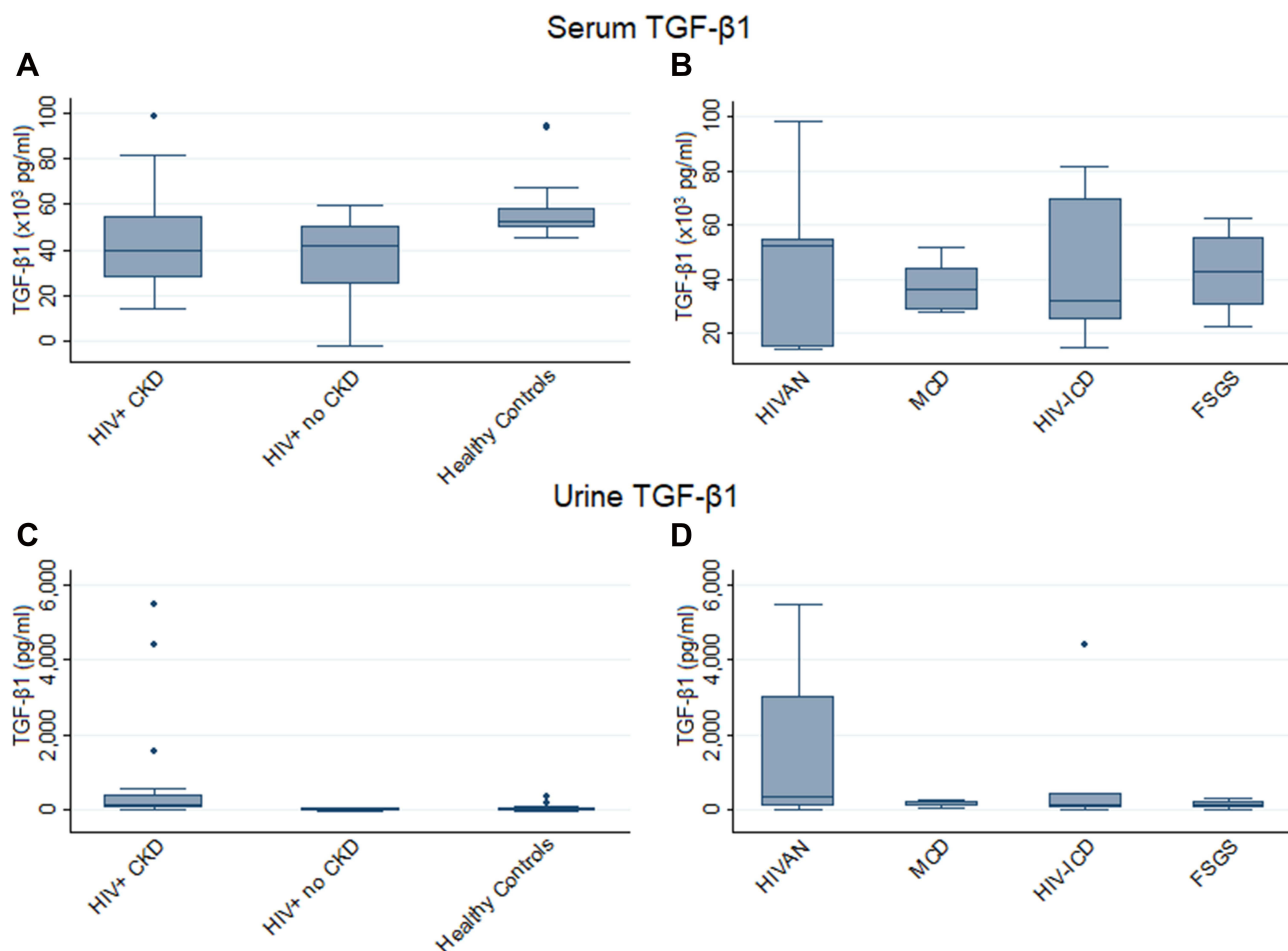 Serum TGF-β1
A
TGF-β1 (x10³ pg/ml)
100
80
60
40
20
0
HIV+ CKD
HIV+ no CKD
Healthy Controls
B
TGF-β1 (x10³ pg/ml)
100
80
60
40
20
HIVAN
MCD
HIV-ICD
FSGS
Urine TGF-β1
C
TGF-β1 (pg/ml)
6,000
4,000
2,000
0
HIV+ CKD
HIV+ no CKD
Healthy Controls
D
TGF-β1 (pg/ml)
6,000
4,000
2,000
0
HIVAN
MCD
HIV-ICD
FSGS